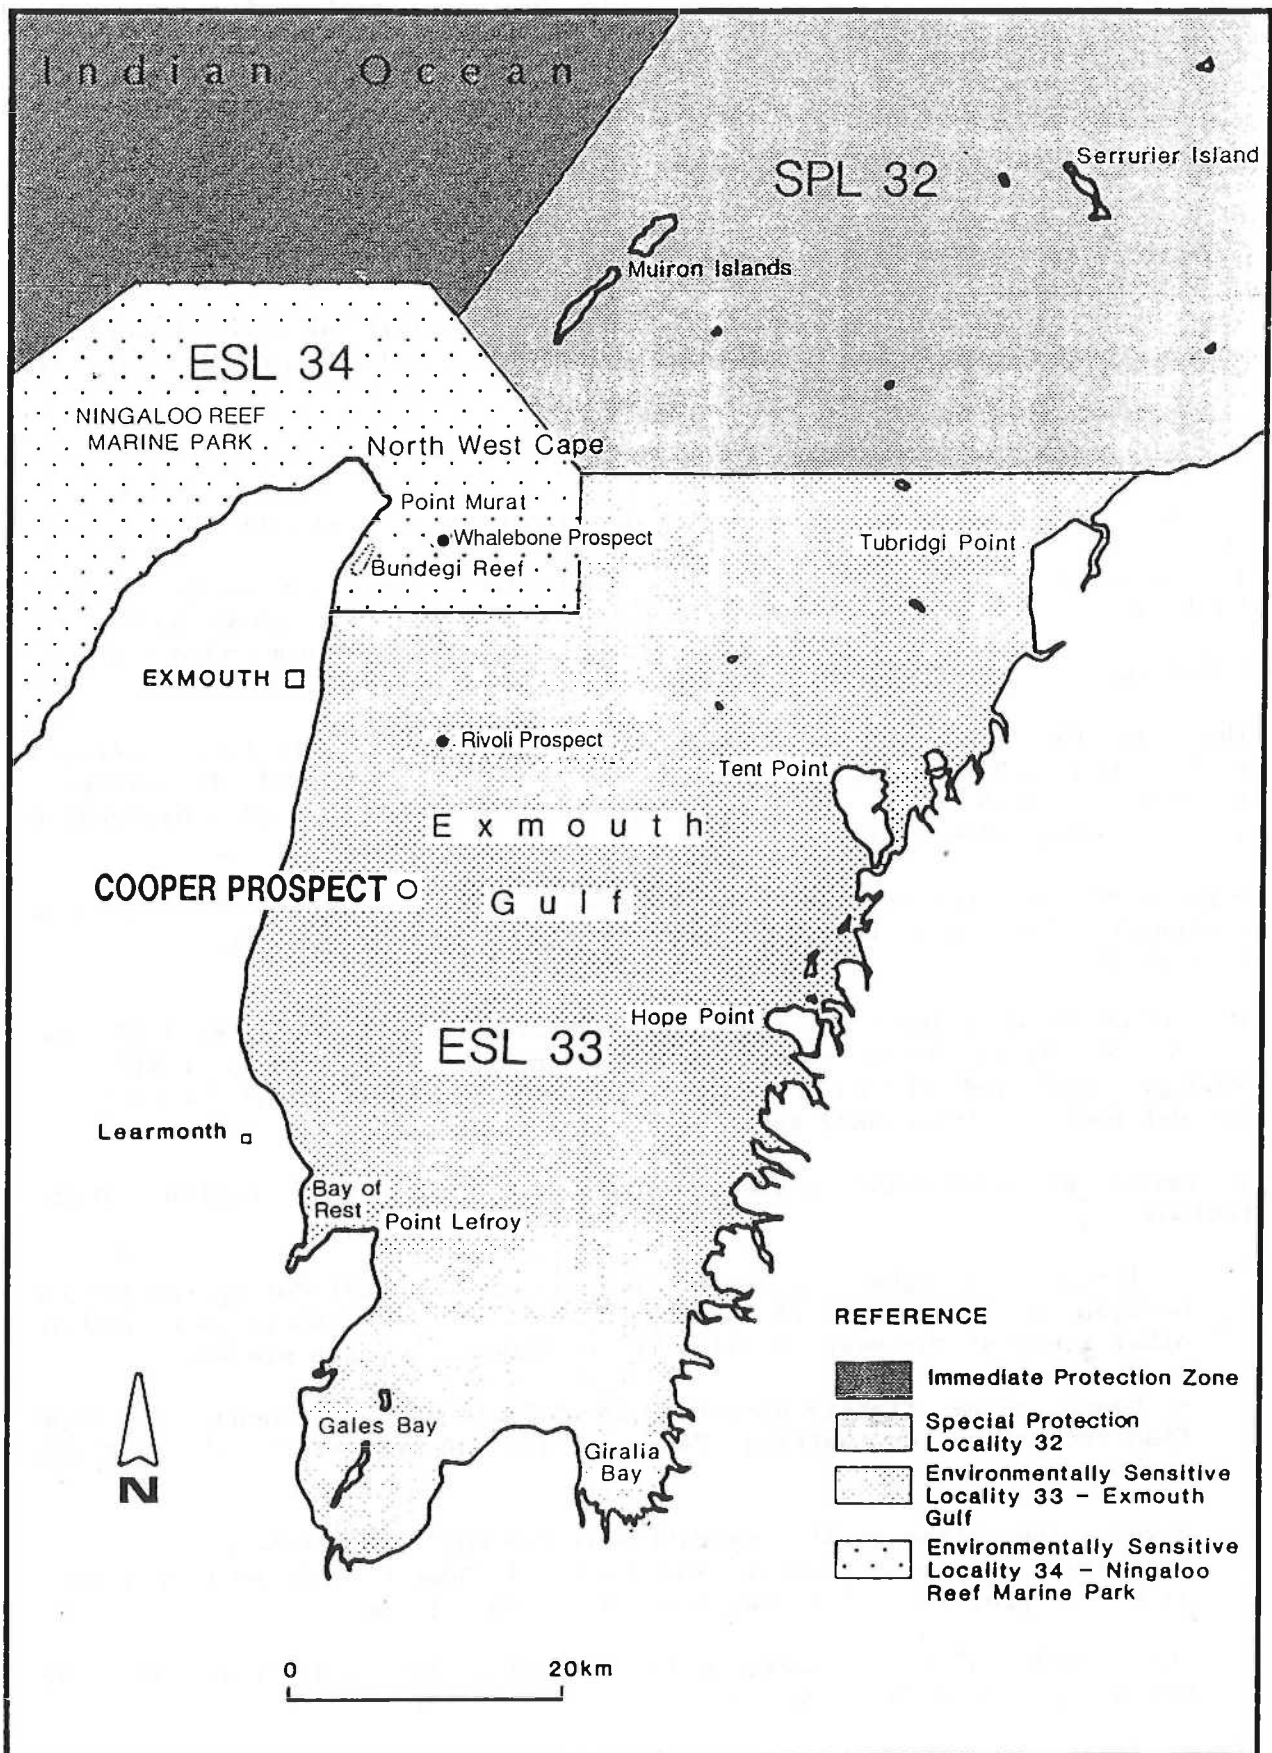 Indian Ocean
Serrurier Island
SPL 32
Muiron Islands
ESL 34
NINGALOO REEF
MARINE PARK
North West Cape
Point Murat
Whalebone Prospect
Tubridgi Point
Bundegi Reef
EXMOUTH
Rivoli Prospect
Tent Point
Exmouth
COOPER PROSPECT
Gulf
Hope Point
ESL 33
Learmonth
Bay of
Rest
Point Lefroy
REFERENCE
Immediate Protection Zone
Special Protection
Locality 32
Environmentally Sensitive
Locality 33 – Exmouth
Gulf
Environmentally Sensitive
Locality 34 – Ningaloo
Reef Marine Park
Gales Bay
Giralia
Bay
N
0 20km